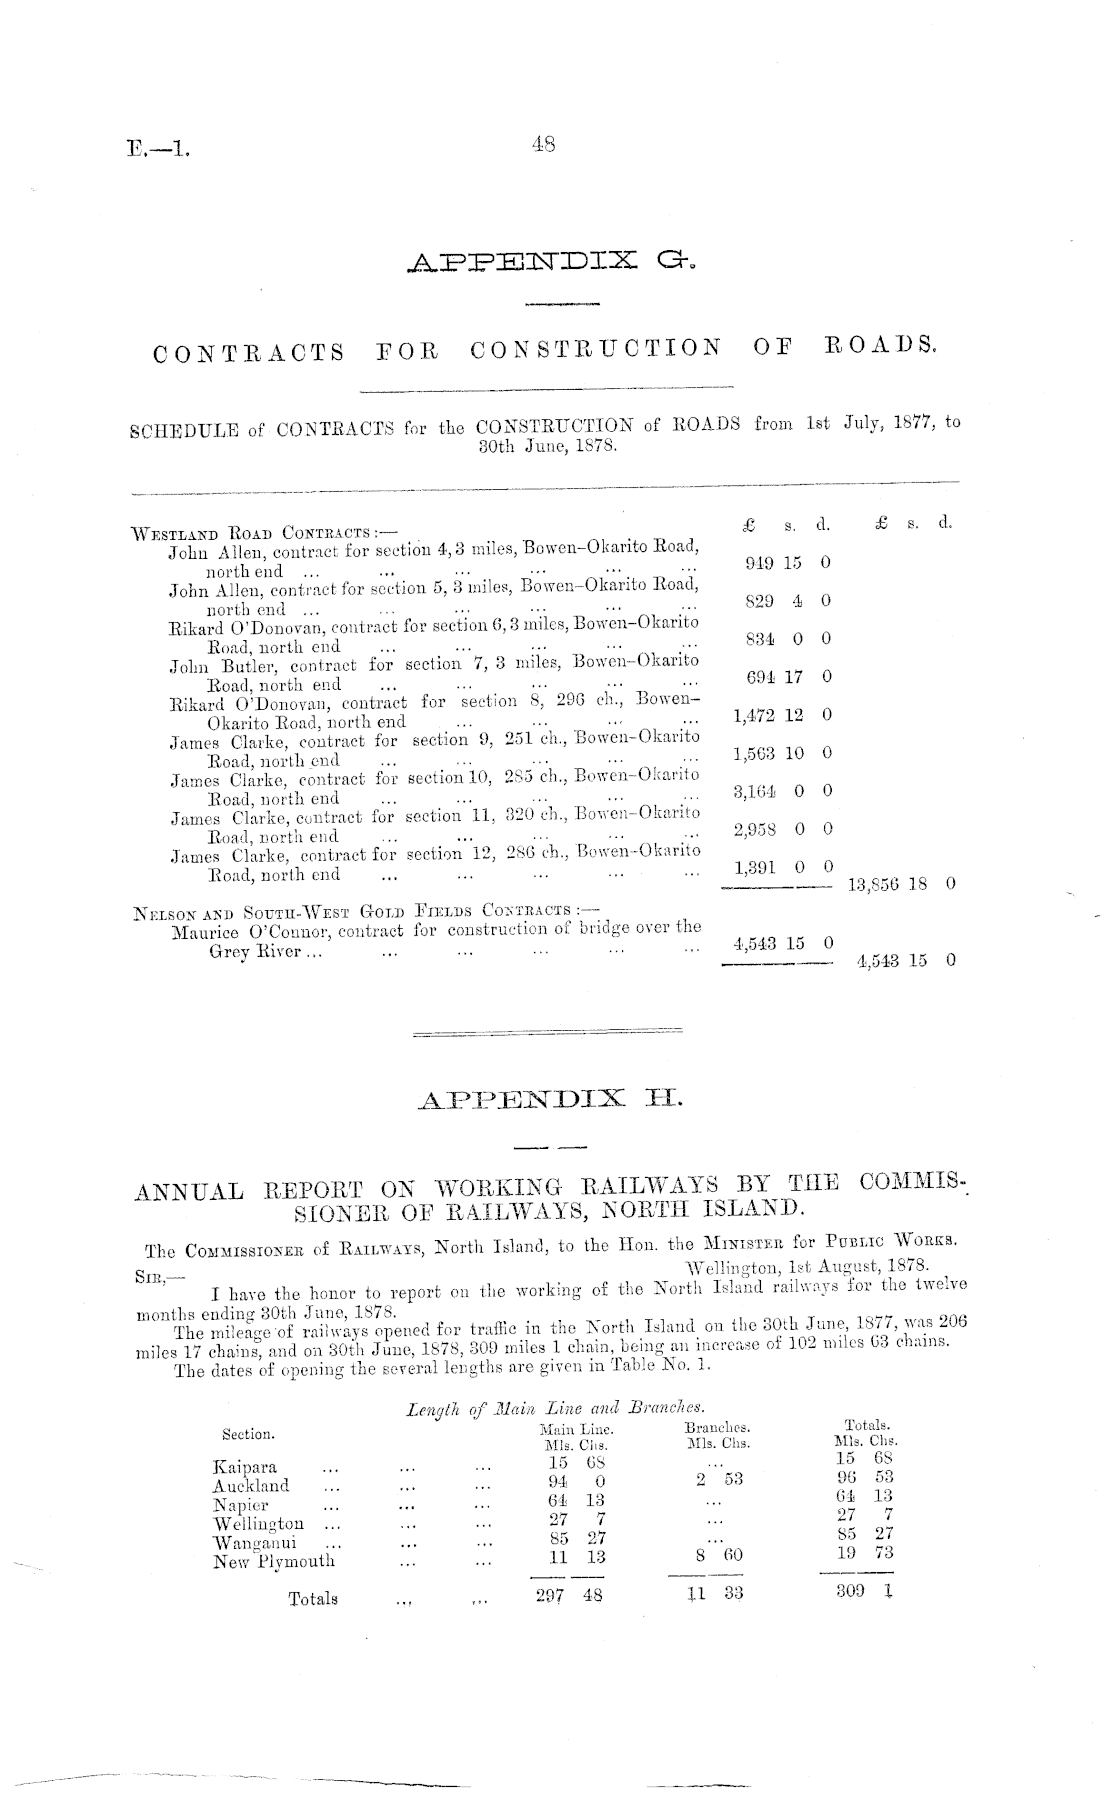 E.—1.
48
APPENDIX G.
CONTRACTS FOR CONSTRUCTION OF ROADS.
SCHEDULE of CONTRACTS for the CONSTRUCTION of ROADS from 1st July, 1877, to
30th June, 1878.
£ s. d. £ s. d.
WESTLAND ROAD CONTRACTS:—
John Allen, contract for section 4, 3 miles, Bowen-Okarito Road,
north end ... ... ... ... ... ... 949 15 0
John Allen, contract for section 5, 3 miles, Bowen-Okarito Road,
north end ... ... ... ... ... ... 829 4 0
Rikard O'Donovan, contract for section 6, 3 miles, Bowen-Okarito
Road, north end ... ... ... ... ... 834 0 0
John Butler, contract for section 7, 3 miles, Bowen-Okarito
Road, north end ... ... ... ... ... 694 17 0
Rikard O'Donovan, contract for section 8, 296 ch., Bowen-
Okarito Road, north end ... ... ... ... 1,472 12 0
James Clarke, contract for section 9, 251 ch., Bowen-Okarito
Road, north end ... ... ... ... ... 1,563 10 0
James Clarke, contract for section 10, 285 ch., Bowen-Okarito
Road, north end ... ... ... ... ... 3,164 0 0
James Clarke, contract for section 11, 320 ch., Bowen-Okarito
Road, north end ... ... ... ... ... 2,958 0 0
James Clarke, contract for section 12, 286 ch., Bowen-Okarito
Road, north end ... ... ... ... ... 1,391 0 0
13,856 18 0
NELSON AND SOUTH-WEST GOLD FIELDS CONTRACTS:—
Maurice O'Connor, contract for construction of bridge over the
Grey River ... ... ... ... ... ... 4,543 15 0
4,543 15 0
APPENDIX H.
ANNUAL REPORT ON WORKING RAILWAYS BY THE COMMIS-
SIONER OF RAILWAYS, NORTH ISLAND.
The COMMISSIONER of RAILWAYS, North Island, to the Hon. the MINISTER for PUBLIC WORKS.
SIR,— Wellington, 1st August, 1878.
I have the honor to report on the working of the North Island railways for the twelve
months ending 30th June, 1878.
The mileage of railways opened for traffic in the North Island on the 30th June, 1877, was 206
miles 17 chains, and on 30th June, 1878, 309 miles 1 chain, being an increase of 102 miles 63 chains.
The dates of opening the several lengths are given in Table No. 1.
Length of Main Line and Branches.
Section. Main Line. Branches. Totals.
Mls. Chs. Mls. Chs. Mls. Chs.
Kaipara ... ... ... 15 68 ... 15 68
Auckland ... ... ... 94 0 2 53 96 53
Napier ... ... ... 64 13 ... 64 13
Wellington ... ... ... 27 7 ... 27 7
Wanganui ... ... ... 85 27 ... 85 27
New Plymouth ... ... 11 13 8 60 19 73
Totals ... ... 297 48 11 33 309 1